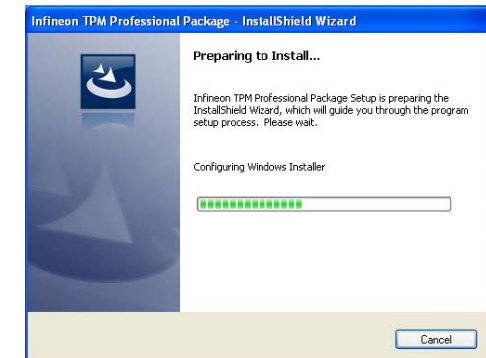 Infineon TPM Professional Package - InstallShield Wizard
Preparing to Install...
Infineon TPM Professional Package Setup is preparing the
InstallShield Wizard, which will guide you through the program
setup process. Please wait.
Configuring Windows Installer
Cancel